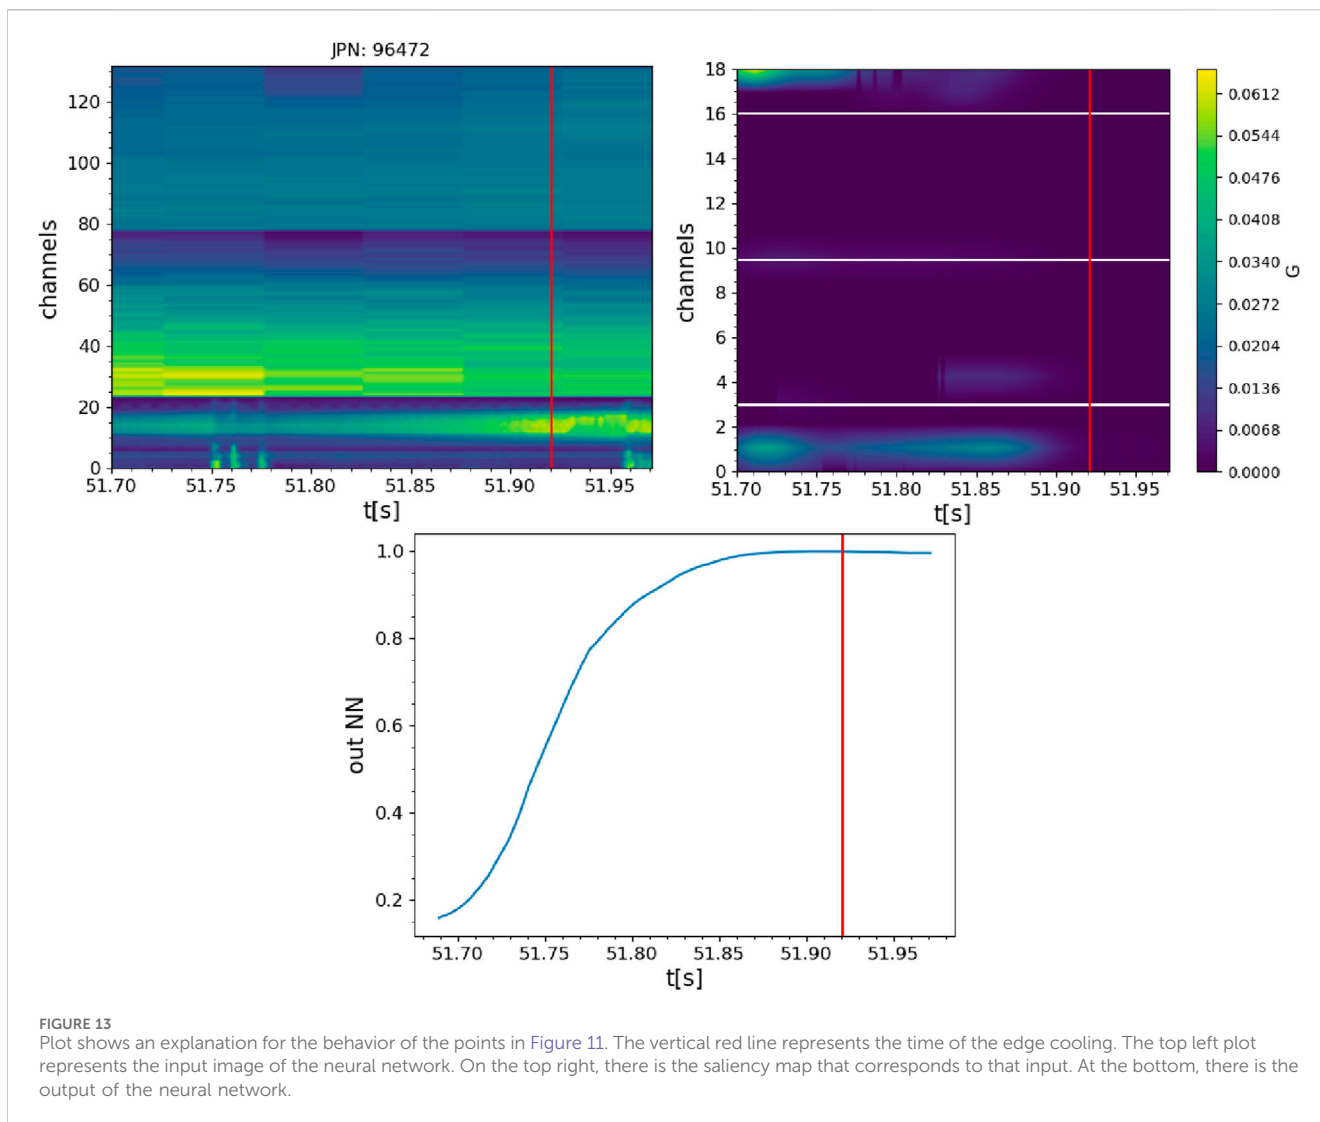 JPN: 96472
120
100
80
60
40
20
0
channels
51.70 51.75 51.80 51.85 51.90 51.95
t[s]
18
16
14
12
10
8
6
4
2
0
channels
51.70 51.75 51.80 51.85 51.90 51.95
t[s]
0.0612
0.0544
0.0476
0.0408
0.0340
0.0272
0.0204
0.0136
0.0068
0.0000
G
1.0
0.8
0.6
0.4
0.2
out NN
51.70 51.75 51.80 51.85 51.90 51.95
t[s]
FIGURE 13
Plot shows an explanation for the behavior of the points in Figure 11. The vertical red line represents the time of the edge cooling. The top left plot
represents the input image of the neural network. On the top right, there is the saliency map that corresponds to that input. At the bottom, there is the
output of the neural network.